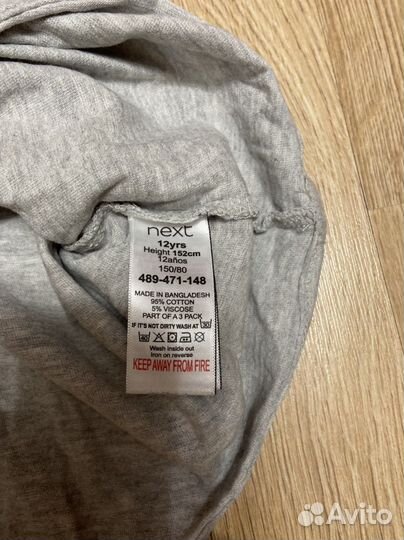 next
12yrs
Height 152cm
12años
150/80
489-471-148
MADE IN BANGLADESH
95% COTTON
5% VISCOSE
PART OF A 3 PACK
IF IT'S NOT DIRTY WASH AT 30
40
Wash inside out
Iron on reverse
KEEP AWAY FROM FIRE
Avito